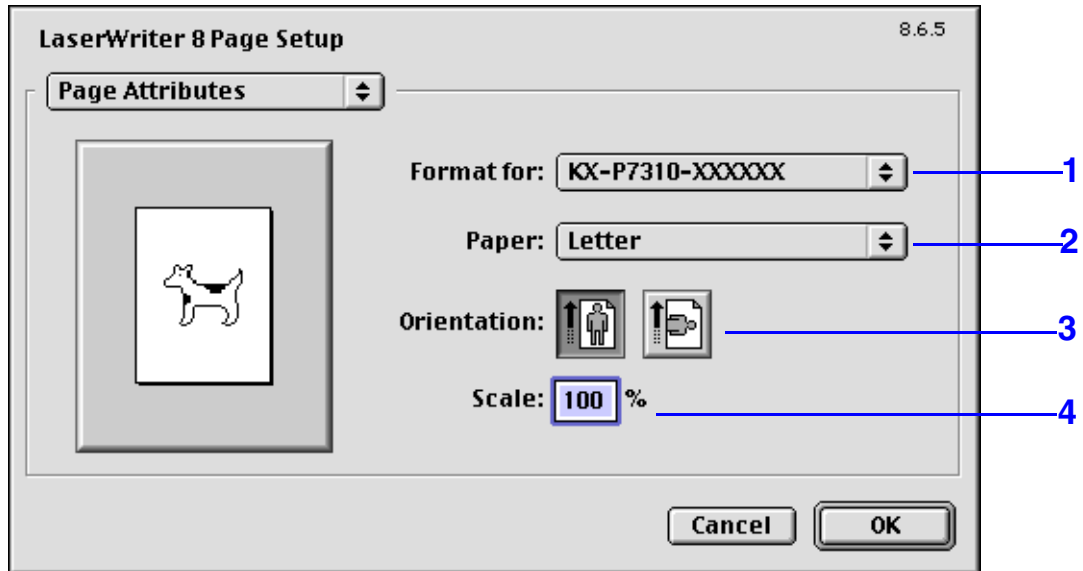 LaserWriter 8 Page Setup
8.6.5
Page Attributes
Format for: KX-P7310-XXXXXX
1
Paper: Letter
2
Orientation:
3
Scale: 100 %
4
Cancel
OK